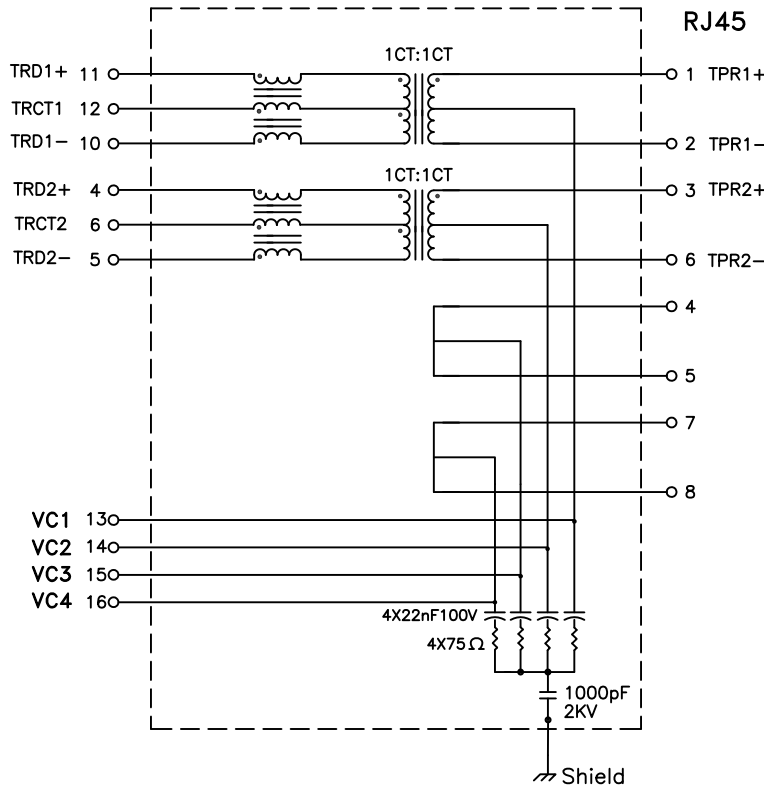 RJ45
1CT:1CT
TRD1+ 11 1 TPR1+
TRCT1 12
TRD1- 10 2 TPR1-
1CT:1CT
TRD2+ 4 3 TPR2+
TRCT2 6
TRD2- 5 6 TPR2-
4
5
7
8
VC1 13
VC2 14
VC3 15
VC4 16
4X22nF100V
4X75Ω
1000pF
2KV
Shield